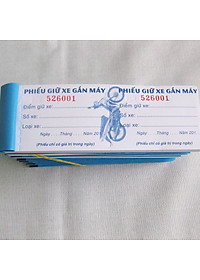 PHIẾU GIỮ XE GẮN MÁY PHIẾU GIỮ XE GẮN MÁY
526001 526001
Điểm giữ xe: Điểm giữ xe:
Số xe: Số xe:
Loại xe: Loại xe:
Ngày......Tháng......Năm 201 Ngày......Tháng......Năm 201
(Phiếu chỉ có giá trị trong ngày) (Phiếu chỉ có giá trị trong ngày)